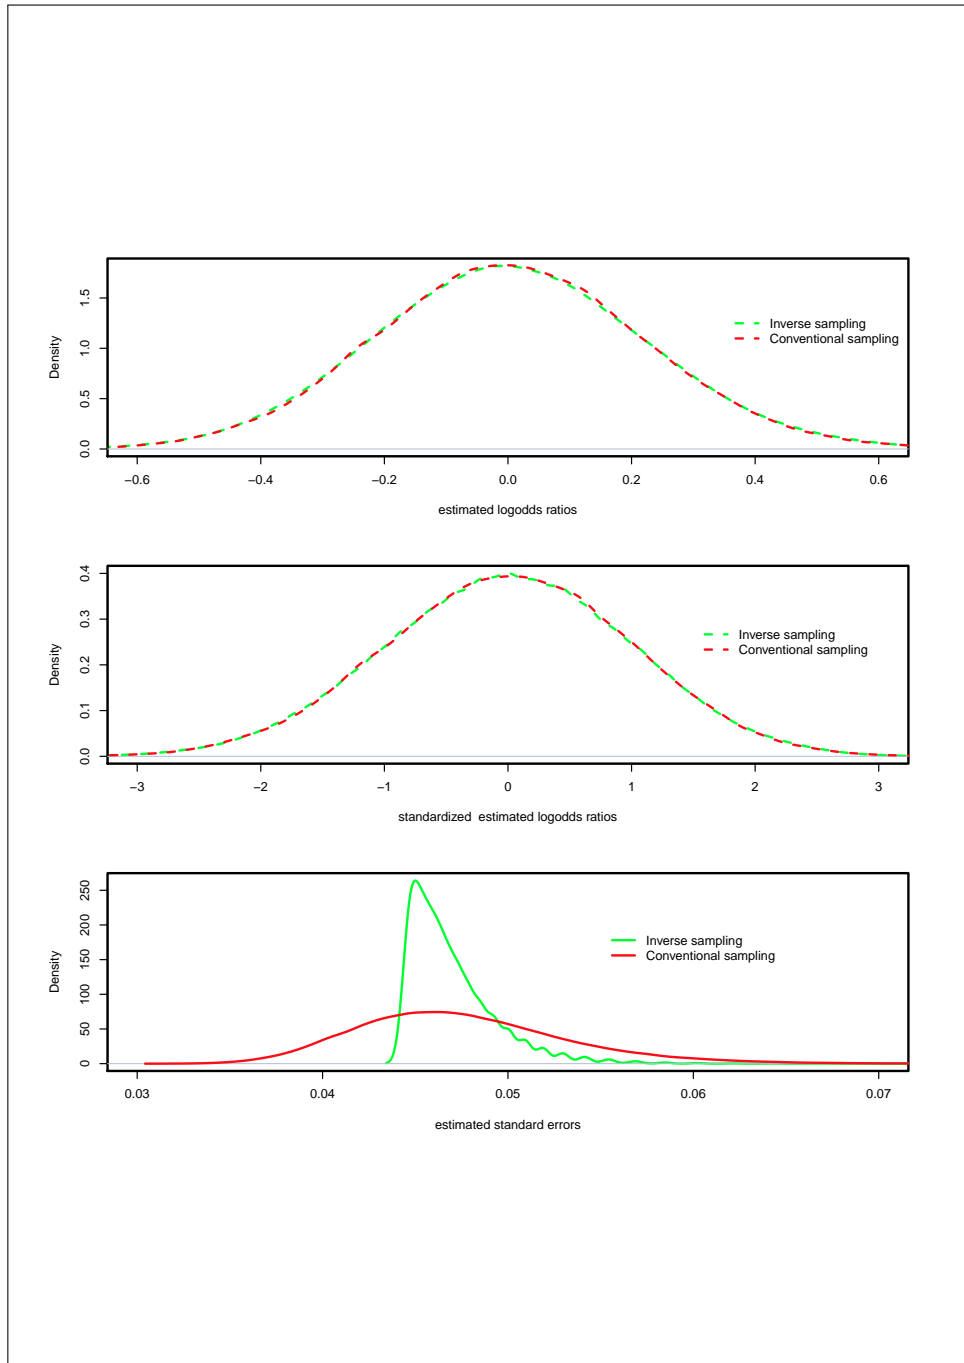 Density
0.0 0.5 1.0 1.5
Inverse sampling
Conventional sampling
−0.6 −0.4 −0.2 0.0 0.2 0.4 0.6
estimated logodds ratios
Density
0.0 0.1 0.2 0.3 0.4
Inverse sampling
Conventional sampling
−3 −2 −1 0 1 2 3
standardized estimated logodds ratios
Density
0 50 100 150 200 250
Inverse sampling
Conventional sampling
0.03 0.04 0.05 0.06 0.07
estimated standard errors